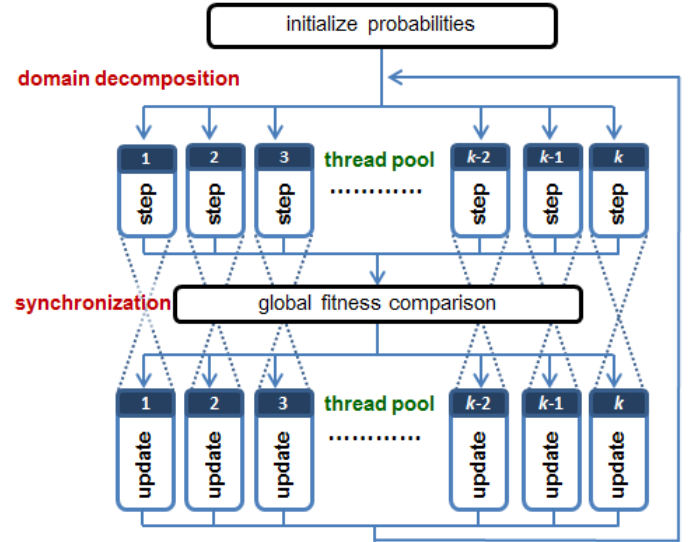 initialize probabilities
domain decomposition
1 2 3 thread pool k-2 k-1 k
step step step ………… step step step
synchronization global fitness comparison
1 2 3 thread pool k-2 k-1 k
update update update ………… update update update